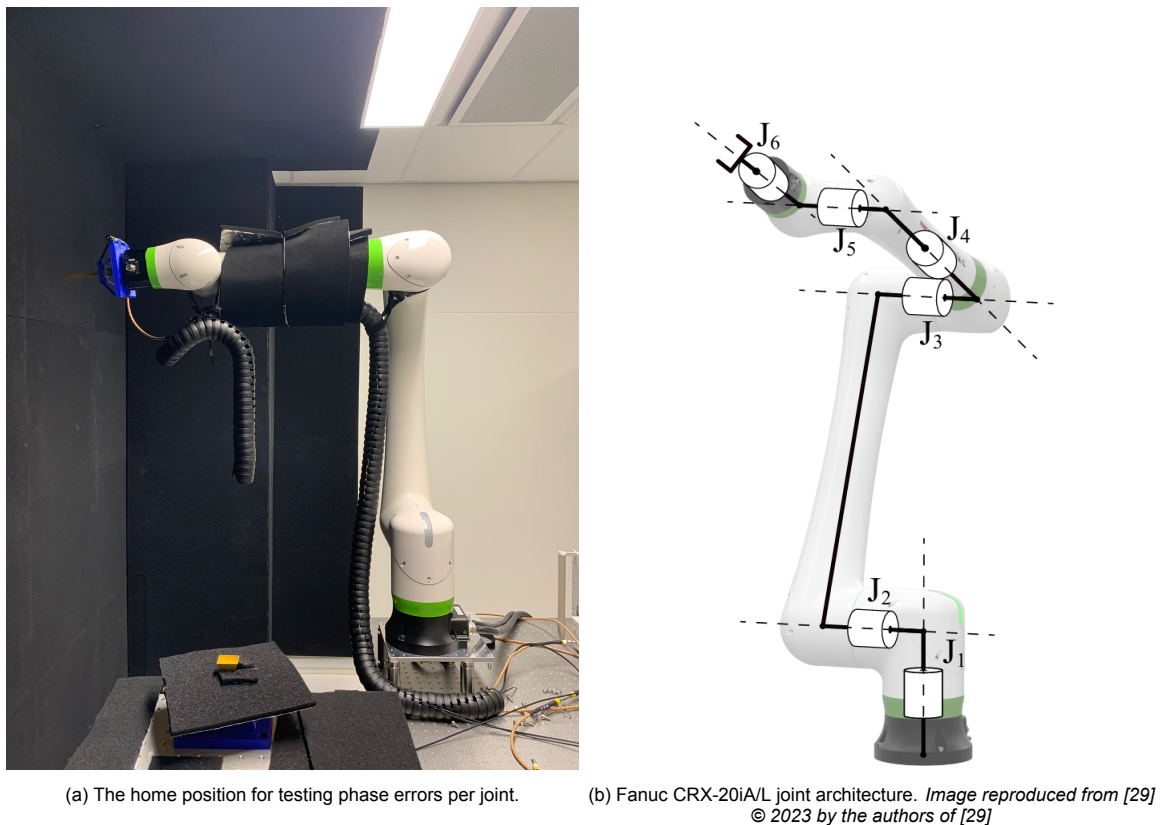 J₆
J₅
J₄
J₃
J₂
J₁
(a) The home position for testing phase errors per joint.
(b) Fanuc CRX-20iA/L joint architecture. Image reproduced from [29]
© 2023 by the authors of [29]